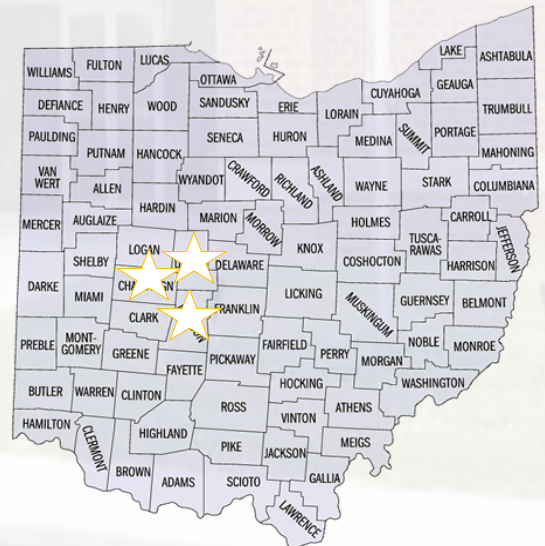 LAKE
ASHTABULA
LUCAS
FULTON
WILLIAMS
OTTAWA
GEAUGA
CUYAHOGA
DEFIANCE
HENRY
WOOD
SANDUSKY
ERIE
LORAIN
TRUMBULL
PAULDING
SENECA
HURON
MEDINA
SUMMIT
PORTAGE
PUTNAM
HANCOCK
MAHONING
VAN
WERT
ALLEN
WYANDOT
CRAWFORD
RICHLAND
ASHLAND
WAYNE
STARK
COLUMBIANA
HARDIN
MERCER
AUGLAIZE
MARION
MORROW
HOLMES
CARROLL
TUSCA-
RAWAS
JEFFERSON
LOGAN
KNOX
SHELBY
DELAWARE
COSHOCTON
HARRISON
DARKE
MIAMI
LICKING
MUSKINGUM
GUERNSEY
BELMONT
CLARK
FRANKLIN
PREBLE
MONT-
GOMERY
GREENE
FAIRFIELD
PERRY
NOBLE
MONROE
PICKAWAY
MORGAN
FAYETTE
WASHINGTON
BUTLER
WARREN
CLINTON
HOCKING
ROSS
ATHENS
VINTON
HAMILTON
CLERMONT
HIGHLAND
MEIGS
PIKE
JACKSON
BROWN
ADAMS
SCIOTO
GALLIA
LAWRENCE